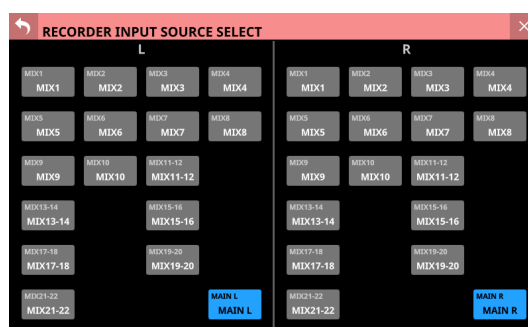 RECORDER INPUT SOURCE SELECT
L
MIX1 MIX2 MIX3 MIX4
MIX1 MIX2 MIX3 MIX4
MIX5 MIX6 MIX7 MIX8
MIX5 MIX6 MIX7 MIX8
MIX9 MIX10 MIX11-12
MIX9 MIX10 MIX11-12
MIX13-14 MIX15-16
MIX13-14 MIX15-16
MIX17-18 MIX19-20
MIX17-18 MIX19-20
MIX21-22 MAIN L
MIX21-22 MAIN L
R
MIX1 MIX2 MIX3 MIX4
MIX1 MIX2 MIX3 MIX4
MIX5 MIX6 MIX7 MIX8
MIX5 MIX6 MIX7 MIX8
MIX9 MIX10 MIX11-12
MIX9 MIX10 MIX11-12
MIX13-14 MIX15-16
MIX13-14 MIX15-16
MIX17-18 MIX19-20
MIX17-18 MIX19-20
MIX21-22 MAIN R
MIX21-22 MAIN R